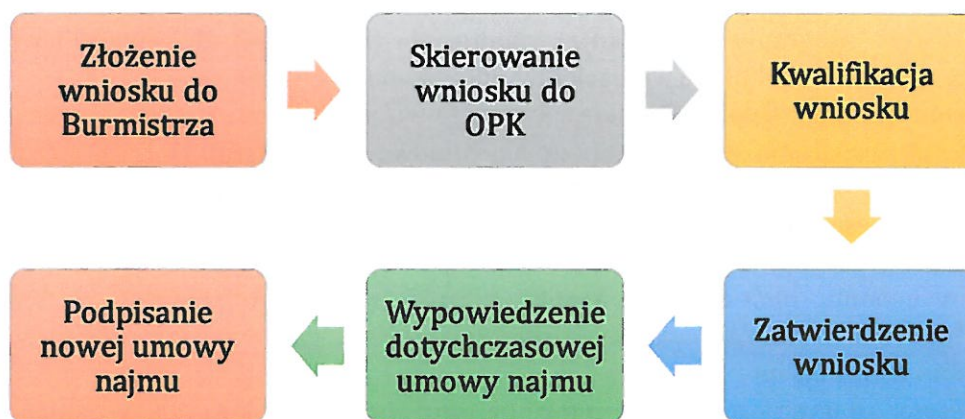 Złożenie
wniosku do
Burmistrza
Skierowanie
wniosku do
OPK
Kwalifikacja
wniosku
Zatwierdzenie
wniosku
Wypowiedzenie
dotychczasowej
umowy najmu
Podpisanie
nowej umowy
najmu